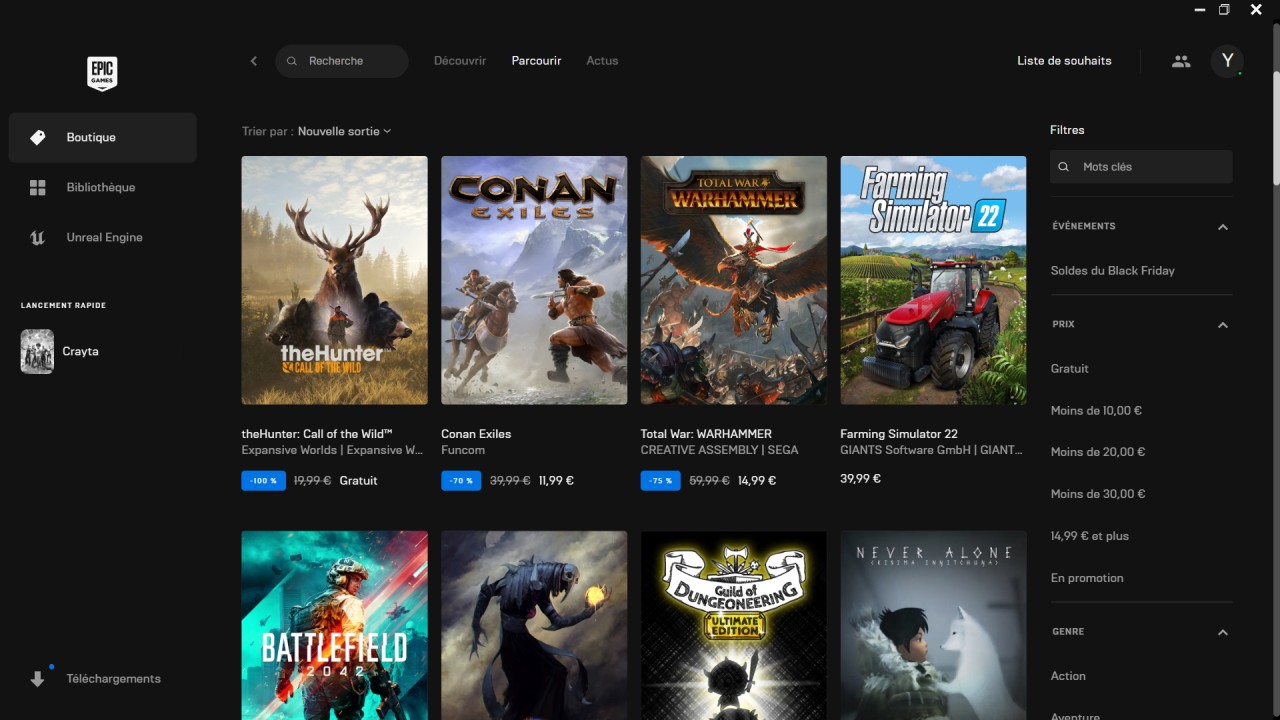 EPIC
GAMES
Recherche
Découvrir
Parcourir
Actus
Liste de souhaits
Y
Boutique
Bibliothèque
Unreal Engine
LANCEMENT RAPIDE
Crayta
Téléchargements
Trier par : Nouvelle sortie
theHunter™
CALL OF THE WILD
CONAN
EXILES
TOTAL WAR
WARHAMMER
Farming
Simulator 22
theHunter: Call of the Wild™
Expansive Worlds | Expansive W...
-100 % 19,99 € Gratuit
Conan Exiles
Funcom
-70 % 39,99 € 11,99 €
Total War: WARHAMMER
CREATIVE ASSEMBLY | SEGA
-75 % 59,99 € 14,99 €
Farming Simulator 22
GIANTS Software GmbH | GIANT...
39,99 €
BATTLEFIELD
2042
Guild of
DUNGEONEERING
ULTIMATE
EDITION
NEVER ALONE
(KISIMA INGITCHUNA)
Filtres
Mots clés
ÉVÉNEMENTS
Soldes du Black Friday
PRIX
Gratuit
Moins de 10,00 €
Moins de 20,00 €
Moins de 30,00 €
14,99 € et plus
En promotion
GENRE
Action
Aventure